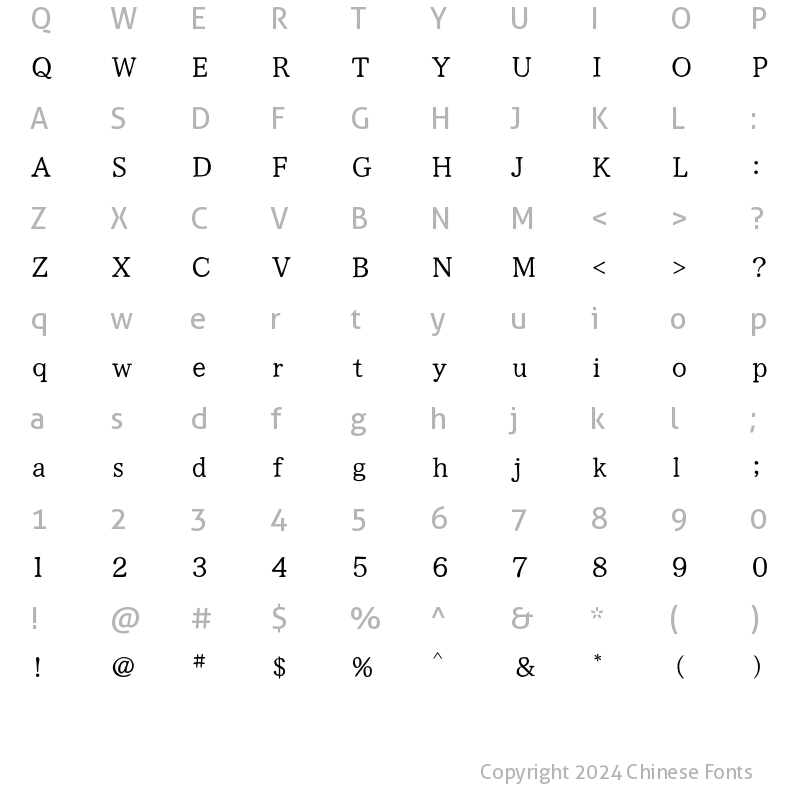 Q W E R T Y U I O P
Q W E R T Y U I O P
A S D F G H J K L :
A S D F G H J K L :
Z X C V B N M < > ?
Z X C V B N M < > ?
q w e r t y u i o p
q w e r t y u i o p
a s d f g h j k l ;
a s d f g h j k l ;
1 2 3 4 5 6 7 8 9 0
1 2 3 4 5 6 7 8 9 0
! @ # $ % ^ & * ( )
! @ # $ % ^ & * ( )
Copyright 2024 Chinese Fonts